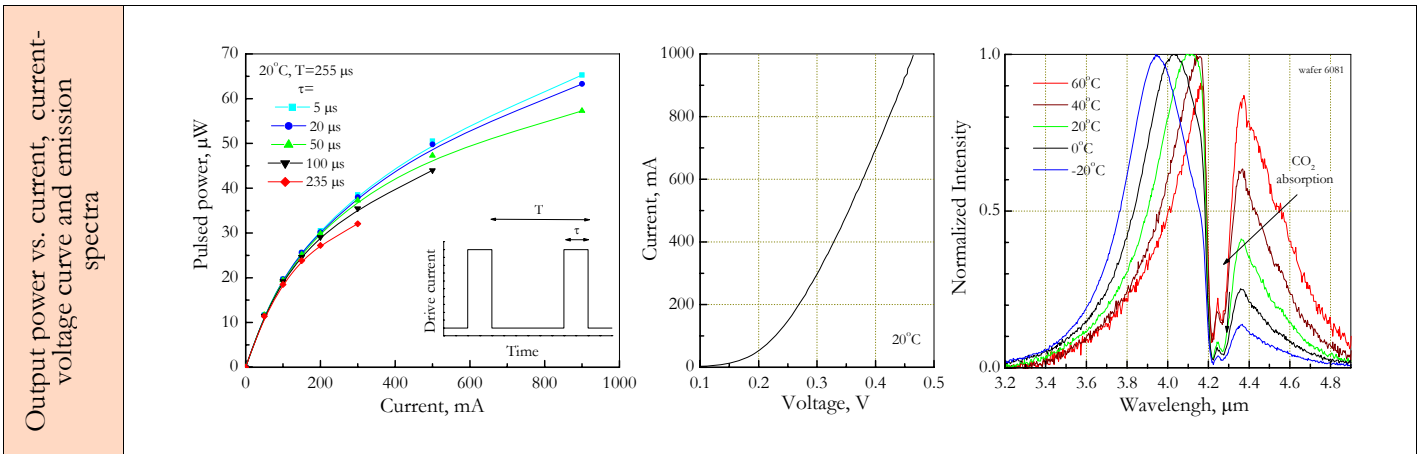 Output power vs. current, current-
voltage curve and emission
spectra
70
60
50
40
30
20
10
0
Pulsed power, μW
20°C, T=255 μs
τ=
5 μs
20 μs
50 μs
100 μs
235 μs
T
τ
Drive current
Time
0 200 400 600 800 1000
Current, mA
1000
800
600
400
200
0
Current, mA
20°C
0.1 0.2 0.3 0.4 0.5
Voltage, V
1.0
0.5
0.0
Normalized Intensity
wafer 6081
60°C
40°C
20°C
0°C
-20°C
CO2
absorption
3.2 3.4 3.6 3.8 4.0 4.2 4.4 4.6 4.8
Wavelengh, μm